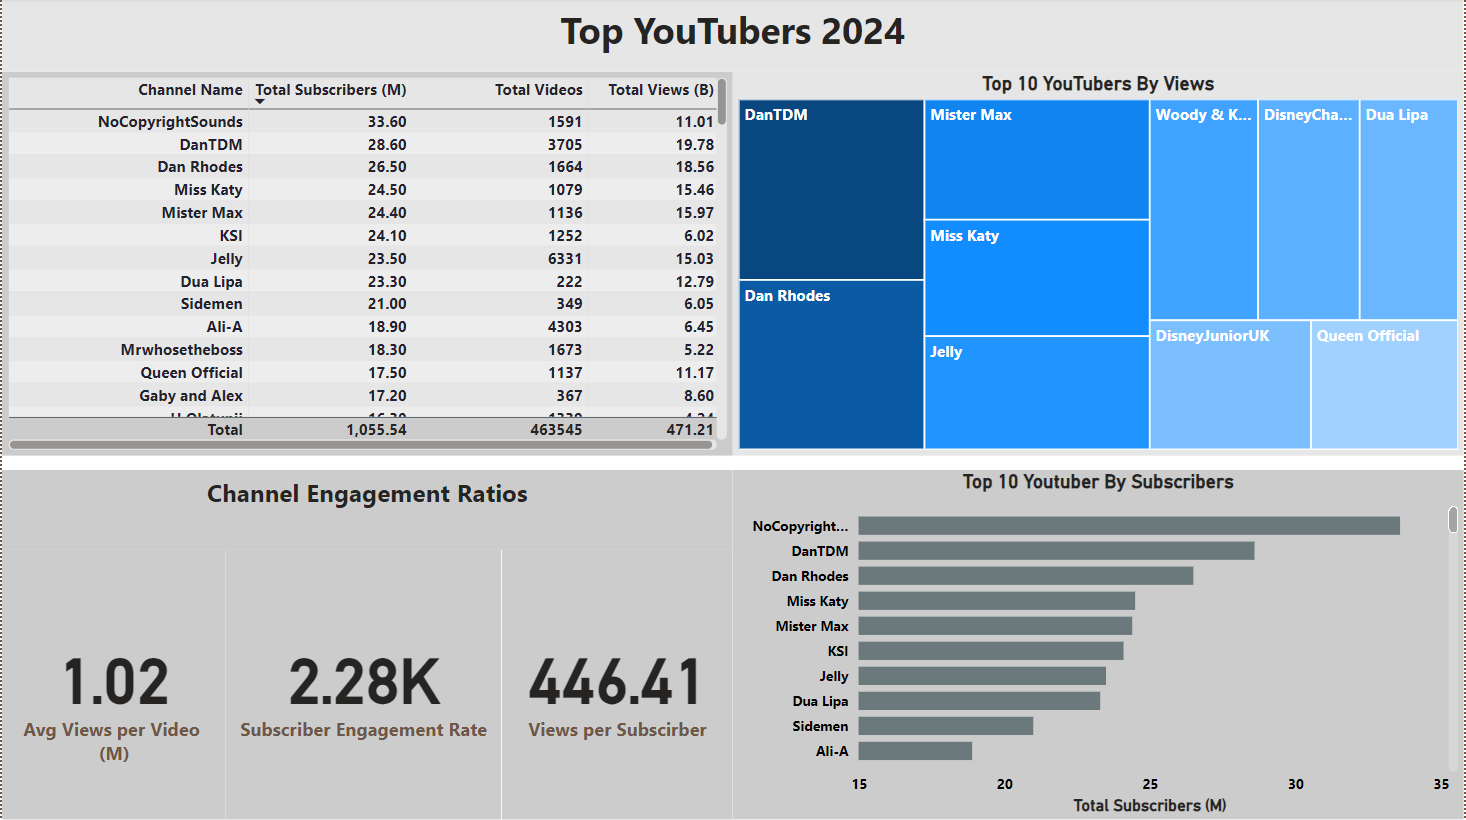 Top YouTubers 2024
Channel Name Total Subscribers (M) Total Videos Total Views (B)
NoCopyrightSounds 33.60 1591 11.01
DanTDM 28.60 3705 19.78
Dan Rhodes 26.50 1664 18.56
Miss Katy 24.50 1079 15.46
Mister Max 24.40 1136 15.97
KSI 24.10 1252 6.02
Jelly 23.50 6331 15.03
Dua Lipa 23.30 222 12.79
Sidemen 21.00 349 6.05
Ali-A 18.90 4303 6.45
Mrwhosetheboss 18.30 1673 5.22
Queen Official 17.50 1137 11.17
Gaby and Alex 17.20 367 8.60
Total 1,055.54 463545 471.21
Top 10 YouTubers By Views
DanTDM
Mister Max
Woody & K...
DisneyCha...
Dua Lipa
Miss Katy
Dan Rhodes
Jelly
DisneyJuniorUK
Queen Official
Channel Engagement Ratios
1.02
Avg Views per Video
(M)
2.28K
Subscriber Engagement Rate
446.41
Views per Subscirber
Top 10 Youtuber By Subscribers
NoCopyright...
DanTDM
Dan Rhodes
Miss Katy
Mister Max
KSI
Jelly
Dua Lipa
Sidemen
Ali-A
15 20 25 30 35
Total Subscribers (M)